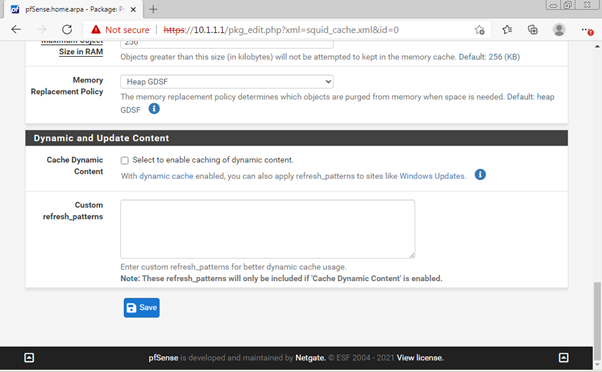 pfSense.home.arpa - Package: Pr
Not secure https://10.1.1.1/pkg_edit.php?xml=squid_cache.xml&id=0
Maximum Object 256
Size in RAM
Objects greater than this size (in kilobytes) will not be attempted to kept in the memory cache. Default: 256 (KB)
Memory Heap GDSF
Replacement Policy
The memory replacement policy determines which objects are purged from memory when space is needed. Default: heap
GDSF
Dynamic and Update Content
Cache Dynamic Select to enable caching of dynamic content.
Content
With dynamic cache enabled, you can also apply refresh_patterns to sites like Windows Updates.
Custom
refresh_patterns
Enter custom refresh_patterns for better dynamic cache usage.
Note: These refresh_patterns will only be included if 'Cache Dynamic Content' is enabled.
Save
pfSense is developed and maintained by Netgate. © ESF 2004 - 2021 View license.